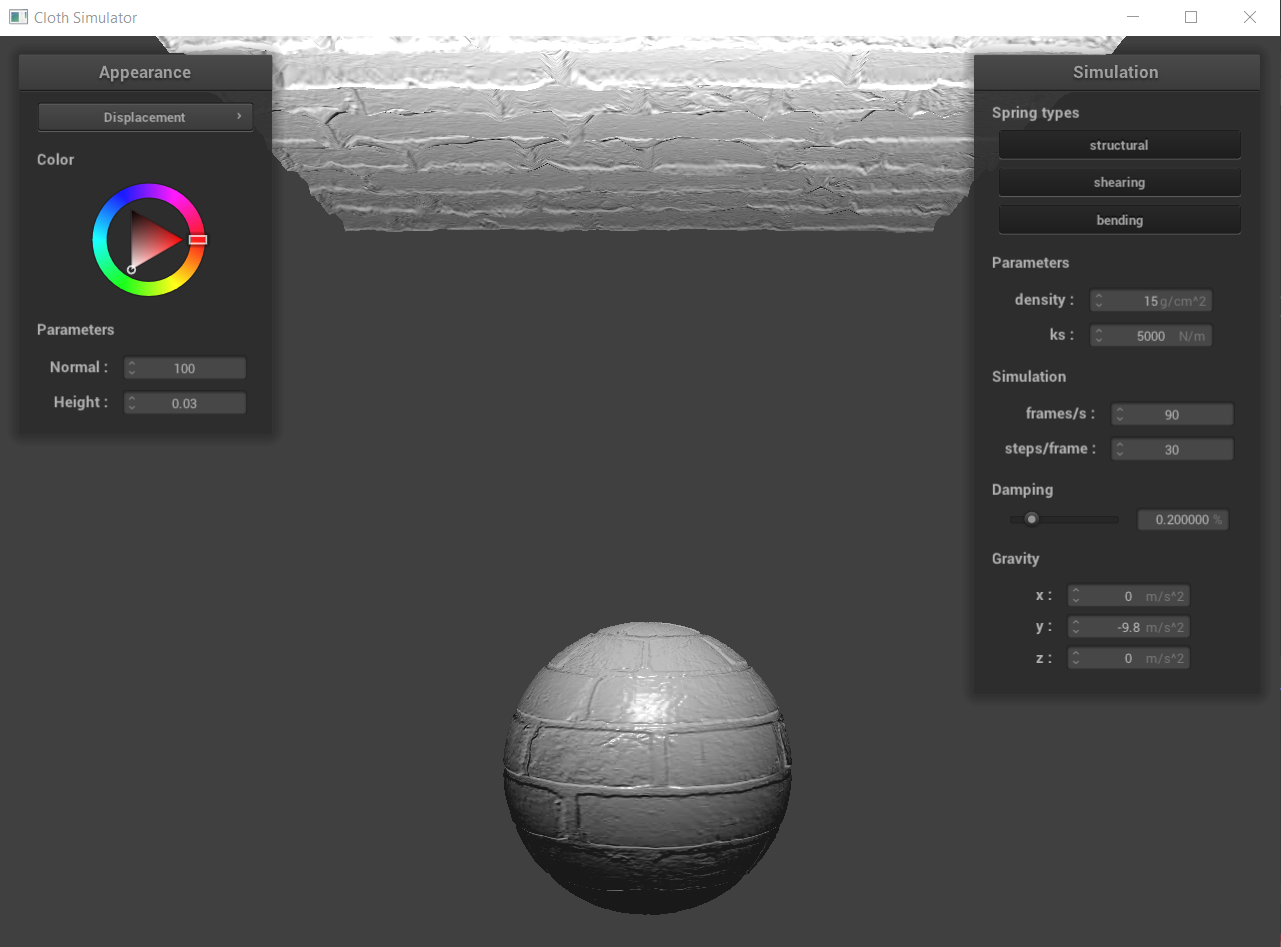 Cloth Simulator
Appearance
Displacement
Color
Parameters
Normal : 100
Height : 0.03
Simulation
Spring types
structural
shearing
bending
Parameters
density : 15 g/cm^2
ks : 5000 N/m
Simulation
frames/s : 90
steps/frame : 30
Damping
0.200000 %
Gravity
x : 0 m/s^2
y : -9.8 m/s^2
z : 0 m/s^2